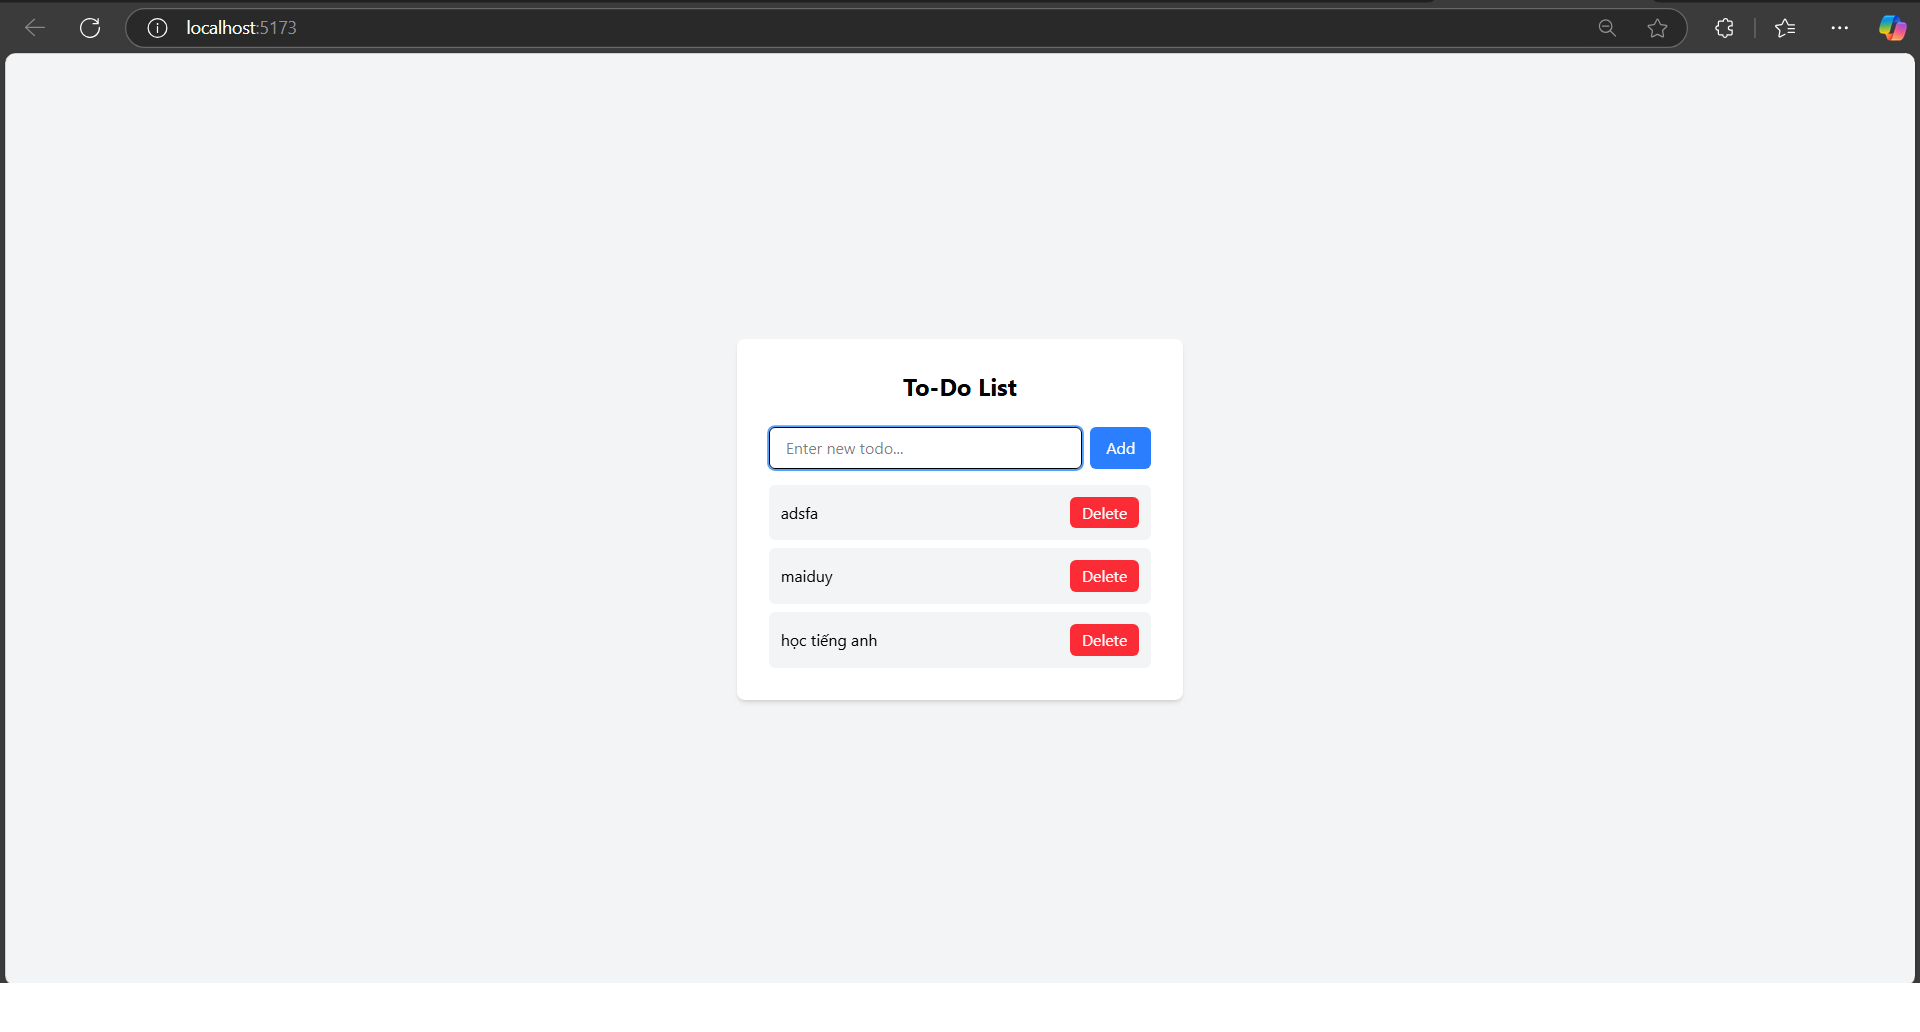 localhost:5173
To-Do List
Enter new todo...
Add
adsfa
Delete
maiduy
Delete
học tiếng anh
Delete